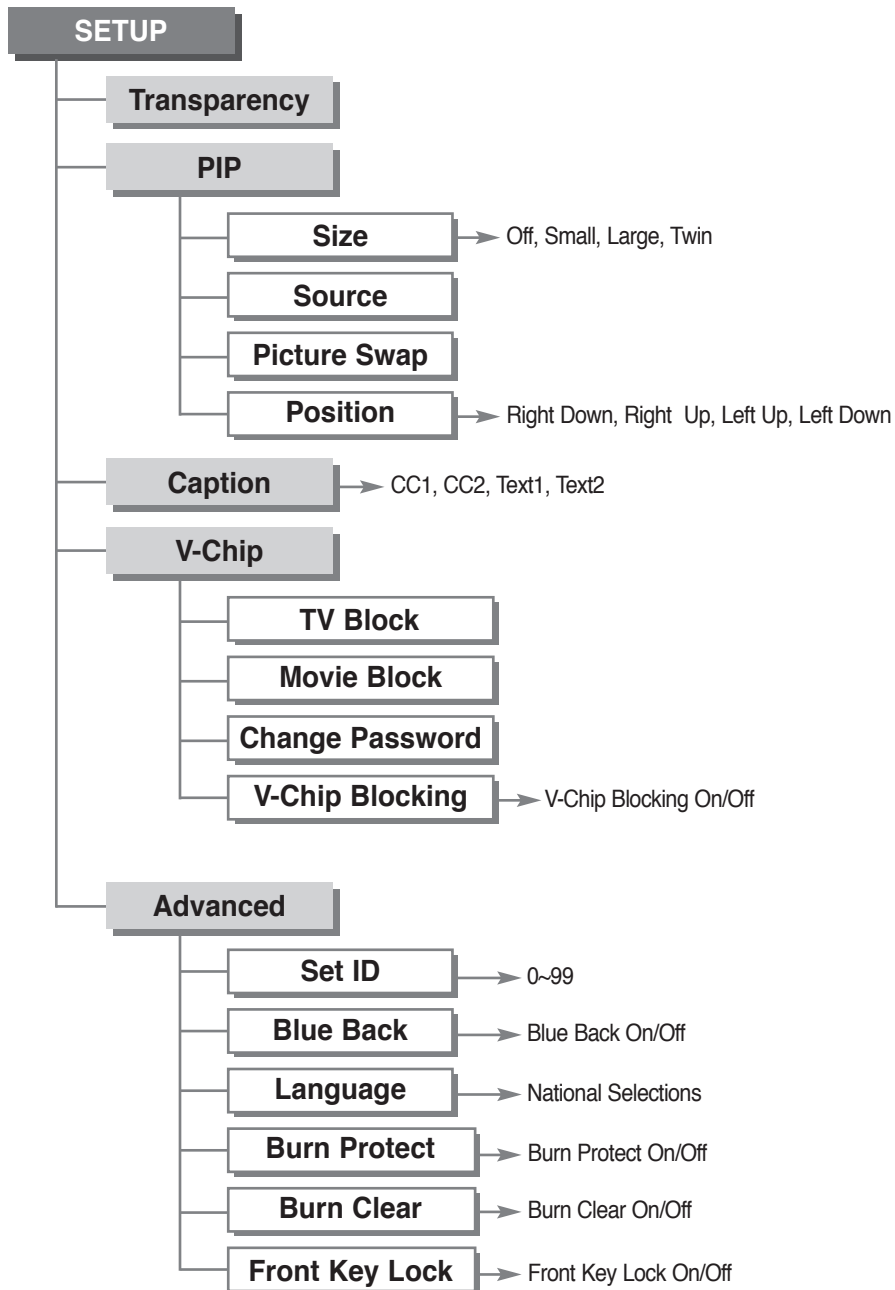 SETUP
Transparency
PIP
Size Off, Small, Large, Twin
Source
Picture Swap
Position Right Down, Right Up, Left Up, Left Down
Caption CC1, CC2, Text1, Text2
V-Chip
TV Block
Movie Block
Change Password
V-Chip Blocking V-Chip Blocking On/Off
Advanced
Set ID 0~99
Blue Back Blue Back On/Off
Language National Selections
Burn Protect Burn Protect On/Off
Burn Clear Burn Clear On/Off
Front Key Lock Front Key Lock On/Off